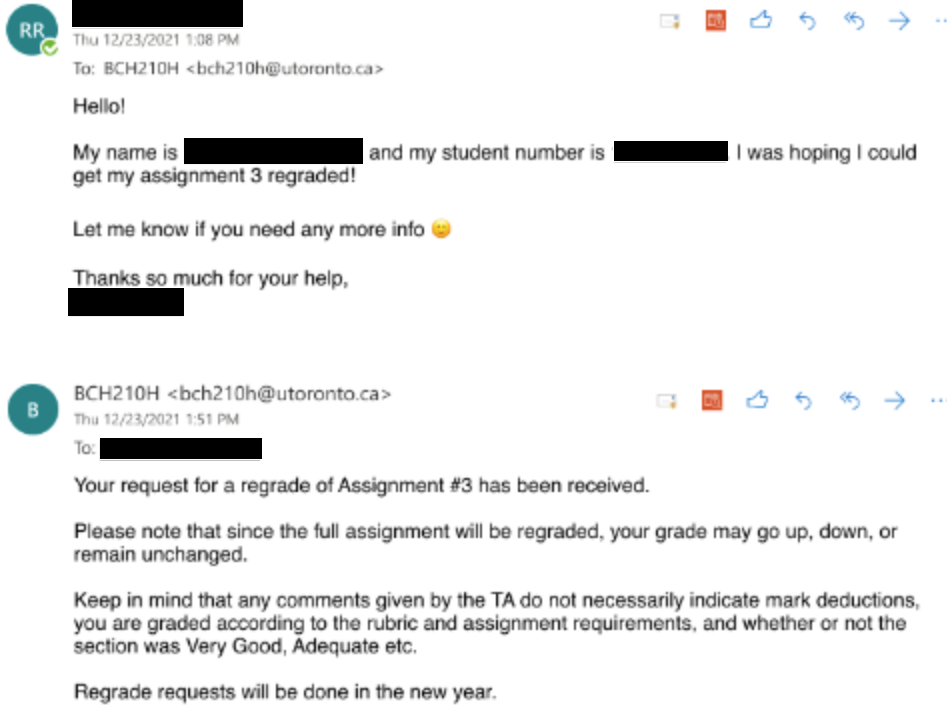 RR
Thu 12/23/2021 1:08 PM
To: BCH210H <bch210h@utoronto.ca>
Hello!
My name is and my student number is I was hoping I could
get my assignment 3 regraded!
Let me know if you need any more info 🙂
Thanks so much for your help,
B
BCH210H <bch210h@utoronto.ca>
Thu 12/23/2021 1:51 PM
To:
Your request for a regrade of Assignment #3 has been received.
Please note that since the full assignment will be regraded, your grade may go up, down, or
remain unchanged.
Keep in mind that any comments given by the TA do not necessarily indicate mark deductions,
you are graded according to the rubric and assignment requirements, and whether or not the
section was Very Good, Adequate etc.
Regrade requests will be done in the new year.